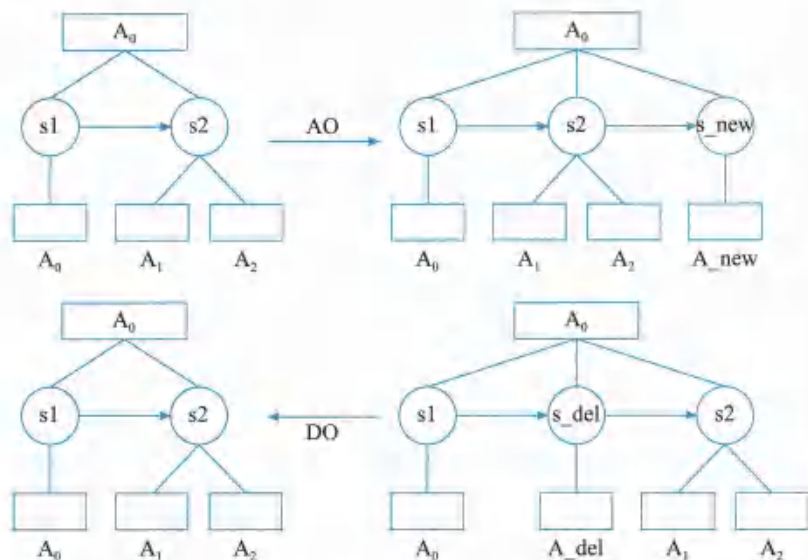 A₀ A₀
s1 s2 AO s1 s2 s_new
A₀ A₁ A₂ A₀ A₁ A₂ A_new
A₀ A₀
s1 s2 DO s1 s_del s2
A₀ A₁ A₂ A₀ A_del A₁ A₂